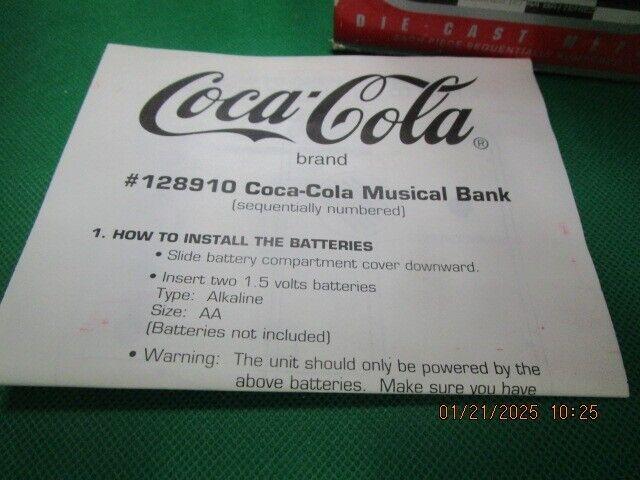 DIE-CAST
Coca-Cola®
brand
#128910 Coca-Cola Musical Bank
(sequentially numbered)
1. HOW TO INSTALL THE BATTERIES
• Slide battery compartment cover downward.
• Insert two 1.5 volts batteries
Type: Alkaline
Size: AA
(Batteries not included)
• Warning: The unit should only be powered by the
above batteries. Make sure you have
01/21/2025 10:25